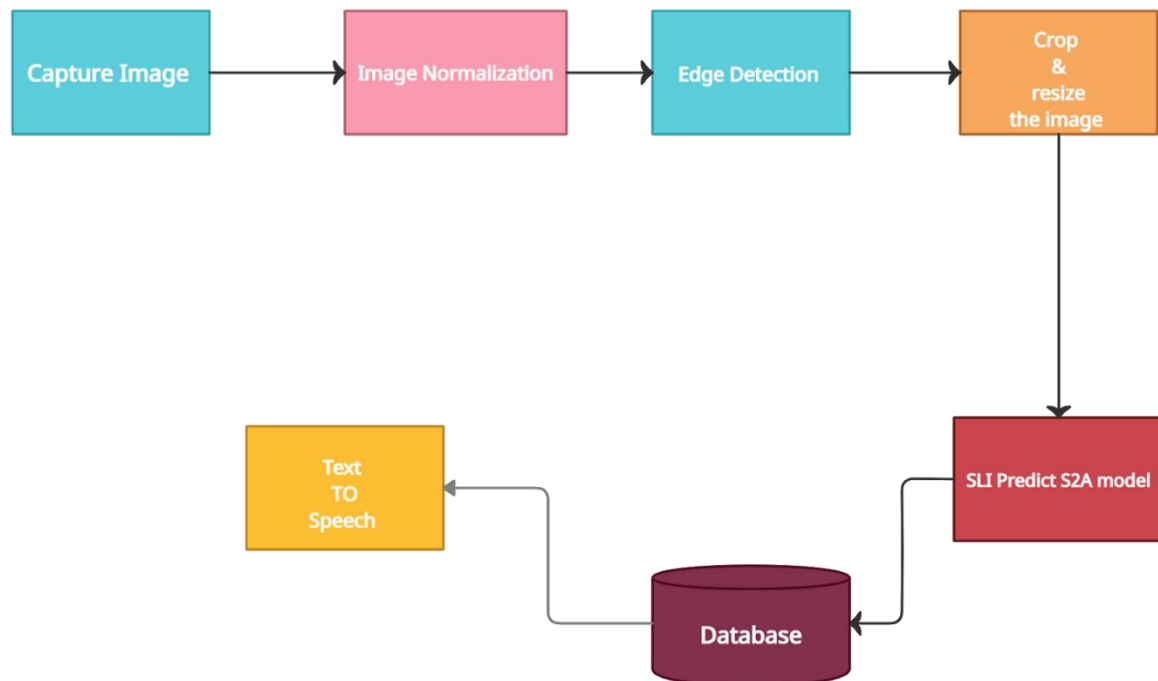 Capture Image
Image Normalization
Edge Detection
Crop
&
resize
the image
SLI Predict S2A model
Database
Text
TO
Speech